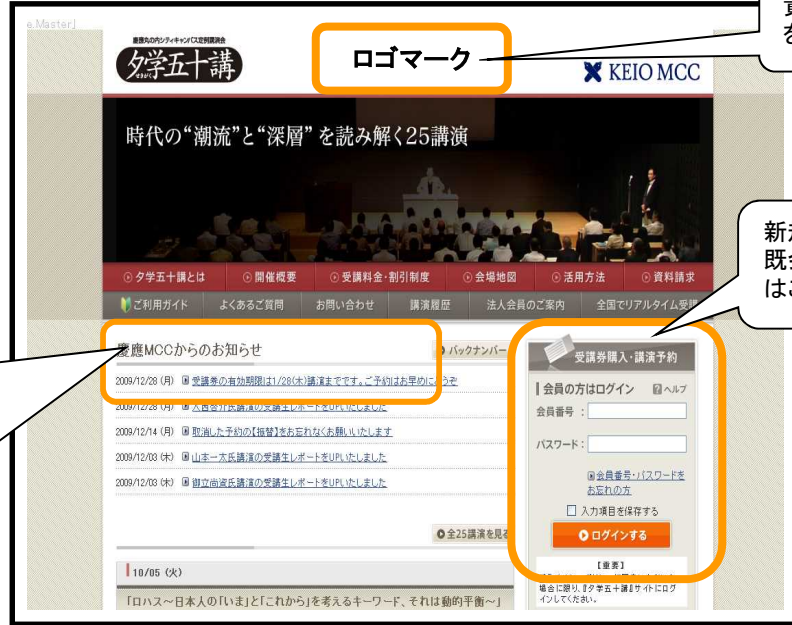 e.Master］
慶應丸の内シティキャンパス定例講演会
夕学五十講
せきがく
ロゴマーク
KEIO MCC
を
時代の“潮流”と“深層” を読み解く25講演
夕学五十講とは 開催概要 受講料金・割引制度 会場地図 活用方法 資料請求
ご利用ガイド よくあるご質問 お問い合わせ 講演履歴 法人会員のご案内 全国でリアルタイム受講
既会
慶應MCCからのお知らせ
バックナンバー
2009/12/28 (月) 受講券の有効期限は1/28(木)講演までです。ご予約はお早めにどうぞ
2009/12/28 (月) 氏講演の受講生レポートをUPいたしました
2009/12/14 (月) 取消した予約の【振替】をお忘れなくお願いいたします
2009/12/03 (木) 山本一太氏講演の受講生レポートをUPいたしました
2009/12/03 (木) 御立尚資氏講演の受講生レポートをUPいたしました
全25講演を見る
10/05 (火)
「ロハス～日本人の「いま」と「これから」を考えるキーワード、それは動的平衡～」
受講券購入・講演予約
会員の方はログイン ヘルプ
会員番号 :
パスワード :
会員番号・パスワードを
お忘れの方
入力項目を保存する
ログインする
【重要】
場合に限り、『夕学五十講』サイトにログ
インしてください。